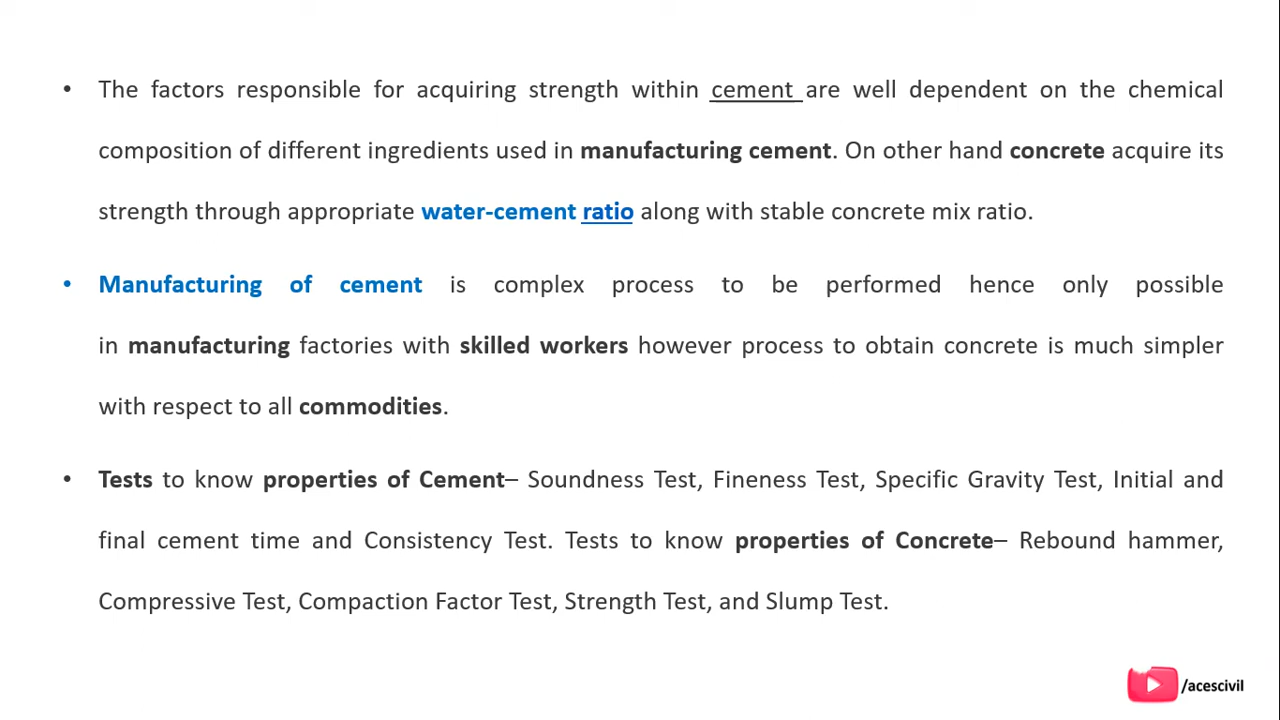 • The factors responsible for acquiring strength within cement are well dependent on the chemical
composition of different ingredients used in manufacturing cement. On other hand concrete acquire its
strength through appropriate water-cement ratio along with stable concrete mix ratio.
• Manufacturing of cement is complex process to be performed hence only possible
in manufacturing factories with skilled workers however process to obtain concrete is much simpler
with respect to all commodities.
• Tests to know properties of Cement– Soundness Test, Fineness Test, Specific Gravity Test, Initial and
final cement time and Consistency Test. Tests to know properties of Concrete– Rebound hammer,
Compressive Test, Compaction Factor Test, Strength Test, and Slump Test.
/acescivil